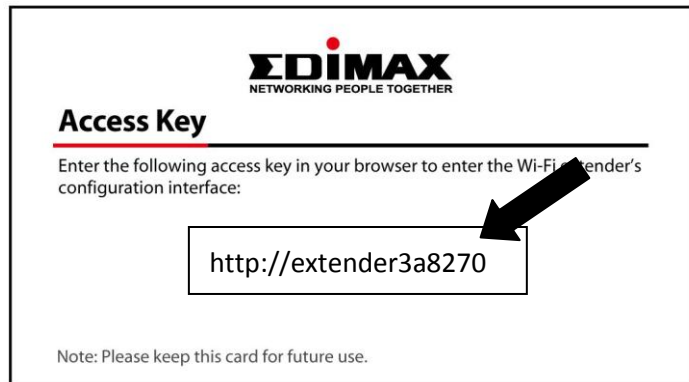 EDIMAX
NETWORKING PEOPLE TOGETHER
Access Key
Enter the following access key in your browser to enter the Wi-Fi extender's
configuration interface:
http://extender3a8270
Note: Please keep this card for future use.